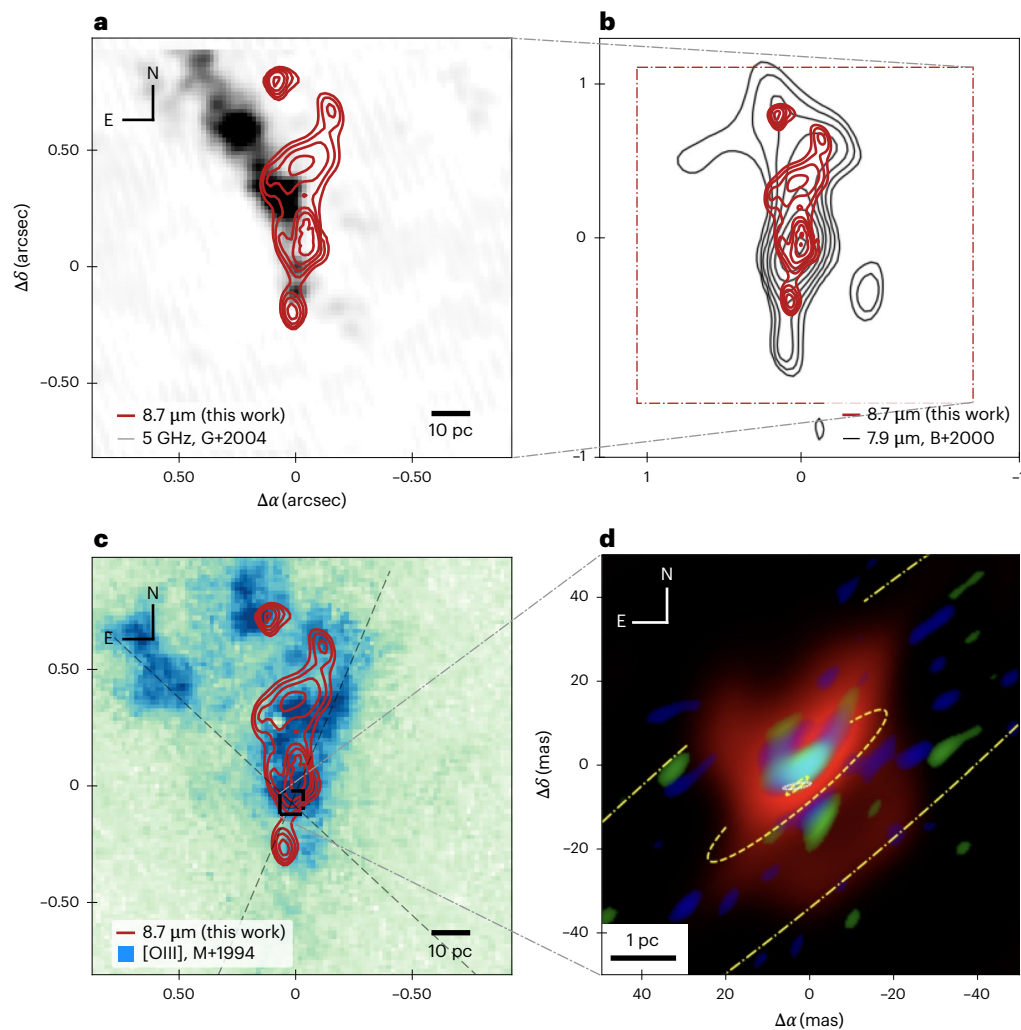 a
N
E
0.50
0
–0.50
Δδ (arcsec)
8.7 μm (this work)
5 GHz, G+2004
10 pc
0.50
0
–0.50
Δα (arcsec)
b
1
0
–1
8.7 μm (this work)
7.9 μm, B+2000
1
0
c
N
E
0.50
0
–0.50
8.7 μm (this work)
[OIII], M+1994
10 pc
0.50
0
–0.50
d
N
E
40
20
0
–20
–40
Δδ (mas)
1 pc
40
20
0
–20
–40
Δα (mas)